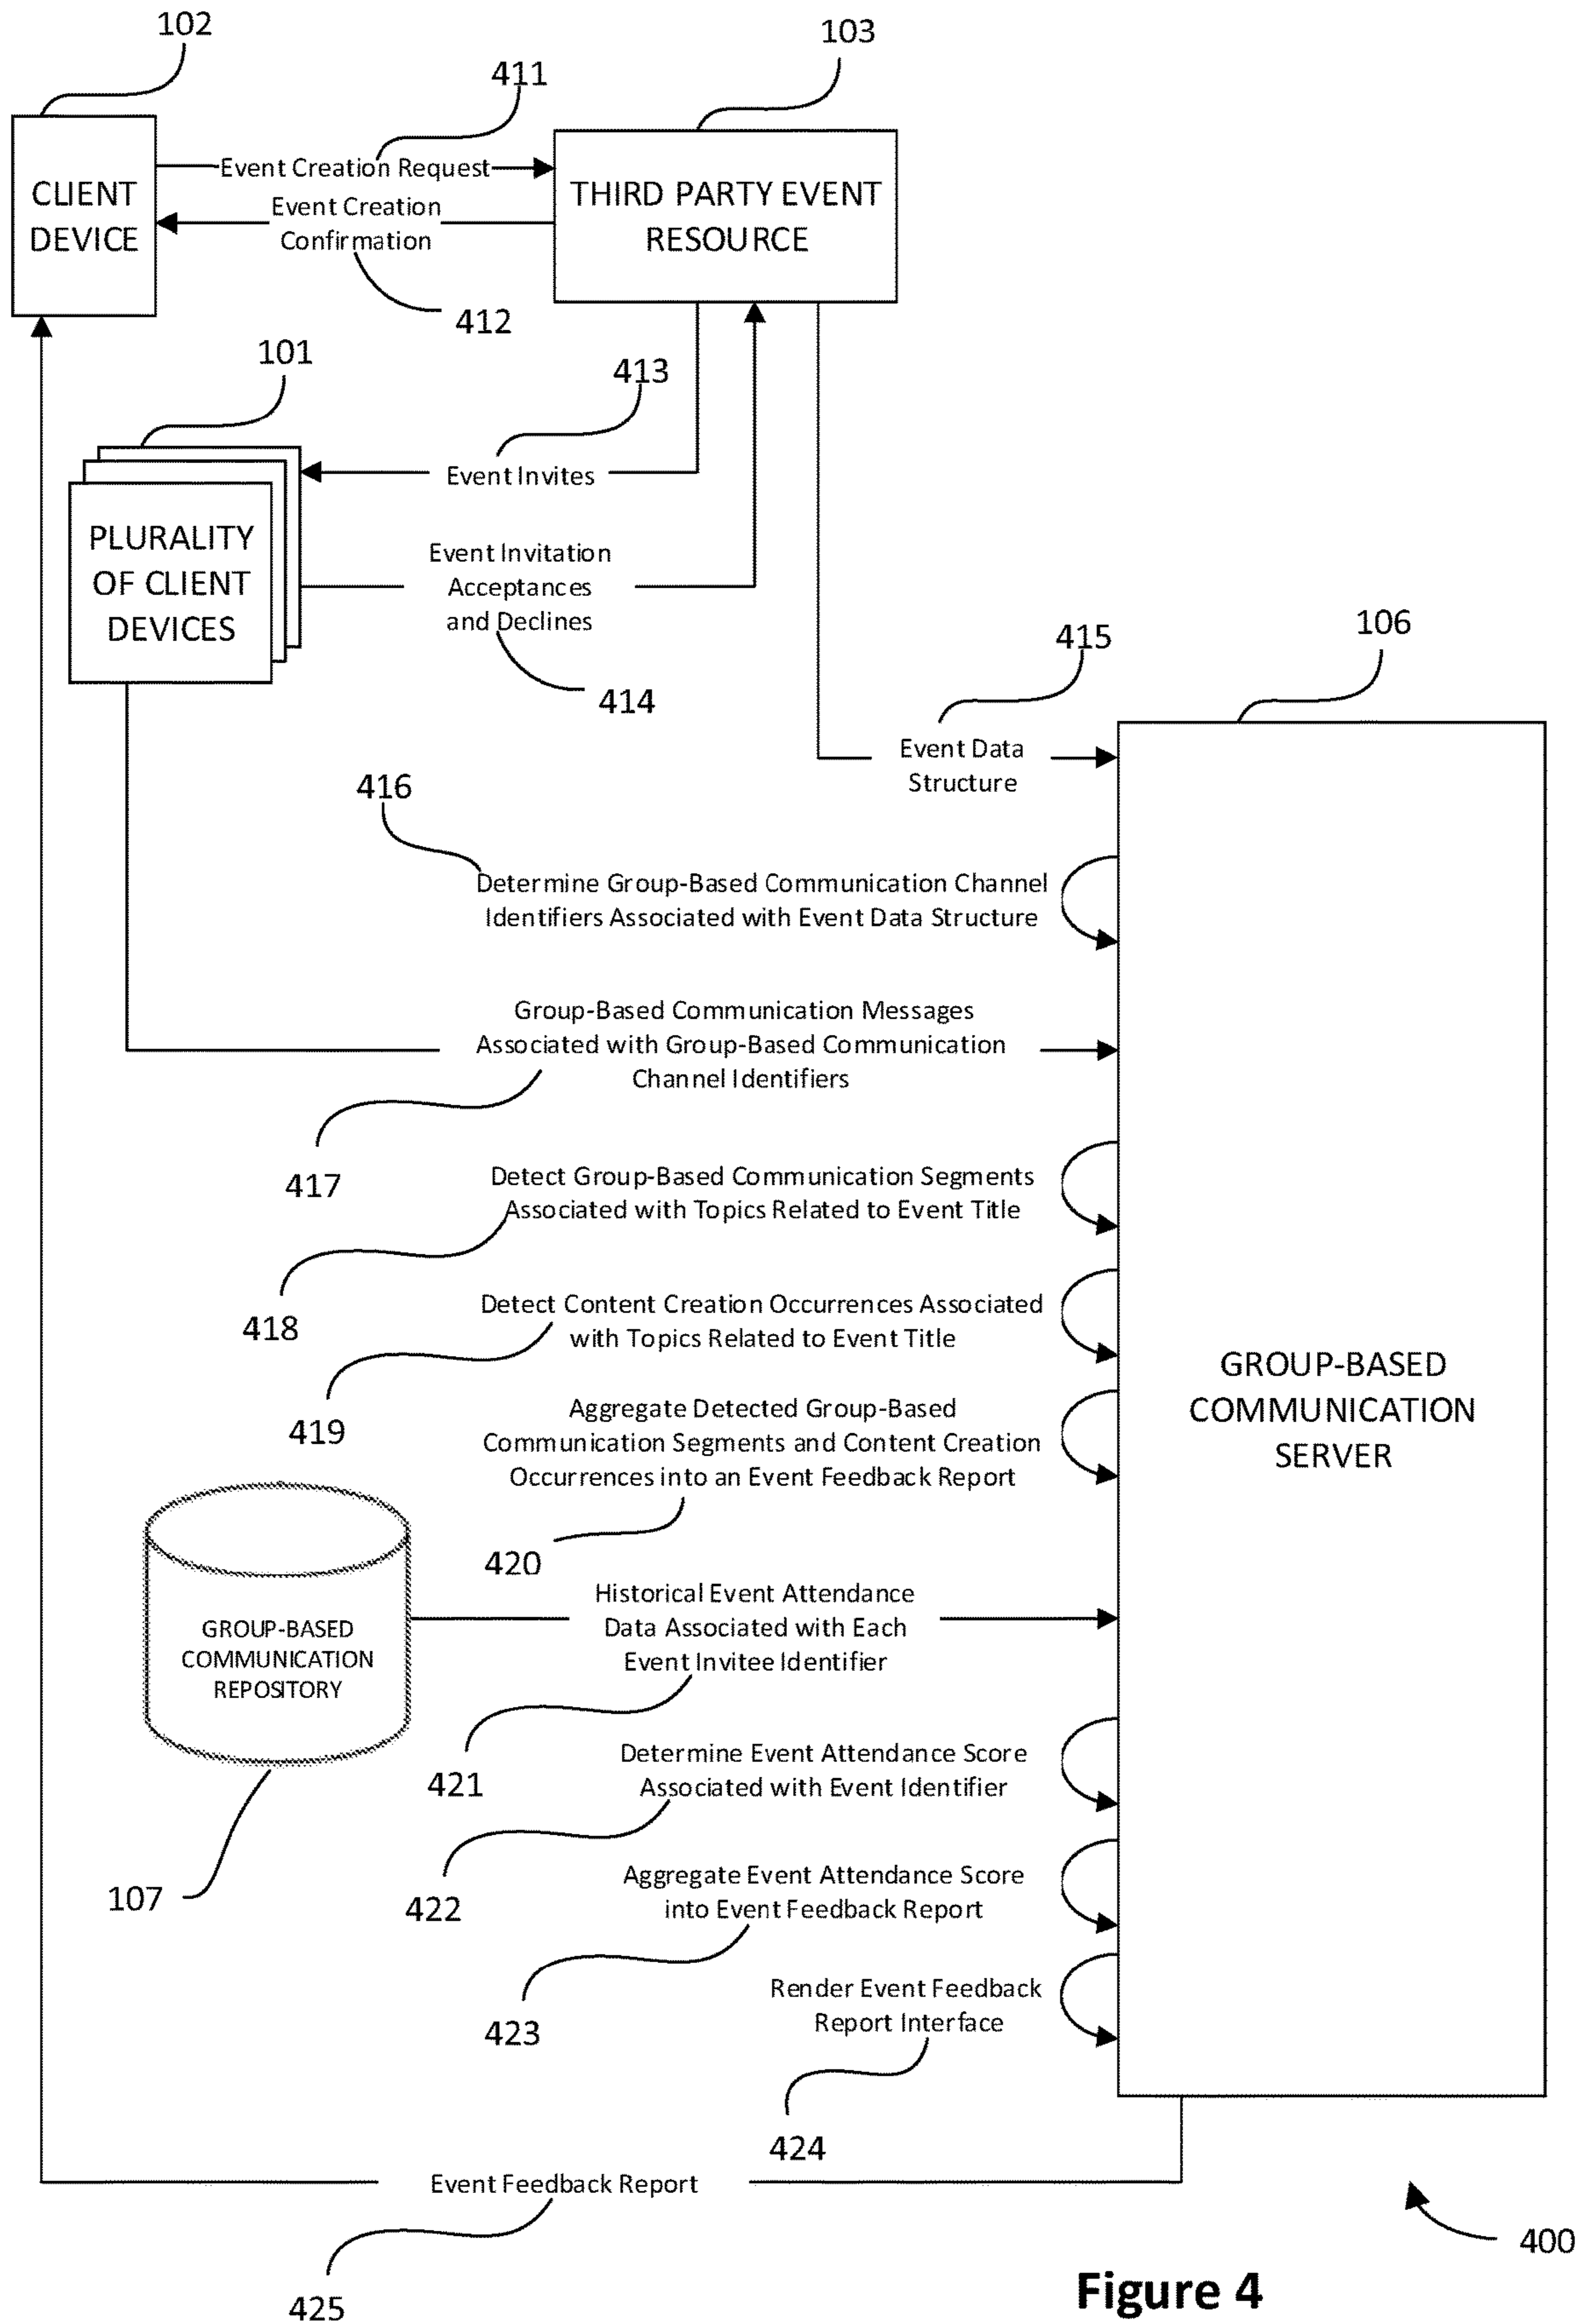 102
103
411
CLIENT
DEVICE
Event Creation Request
Event Creation
Confirmation
THIRD PARTY EVENT
RESOURCE
412
101
413
Event Invites
PLURALITY
OF CLIENT
DEVICES
Event Invitation
Acceptances
and Declines
414
415
106
Event Data
Structure
416
Determine Group-Based Communication Channel
Identifiers Associated with Event Data Structure
Group-Based Communication Messages
Associated with Group-Based Communication
Channel Identifiers
417
Detect Group-Based Communication Segments
Associated with Topics Related to Event Title
418
Detect Content Creation Occurrences Associated
with Topics Related to Event Title
419
GROUP-BASED
COMMUNICATION
SERVER
Aggregate Detected Group-Based
Communication Segments and Content Creation
Occurrences into an Event Feedback Report
420
Historical Event Attendance
Data Associated with Each
Event Invitee Identifier
GROUP-BASED
COMMUNICATION
REPOSITORY
421
Determine Event Attendance Score
Associated with Event Identifier
107
422
Aggregate Event Attendance Score
into Event Feedback Report
423
Render Event Feedback
Report Interface
424
Event Feedback Report
425
400
Figure 4